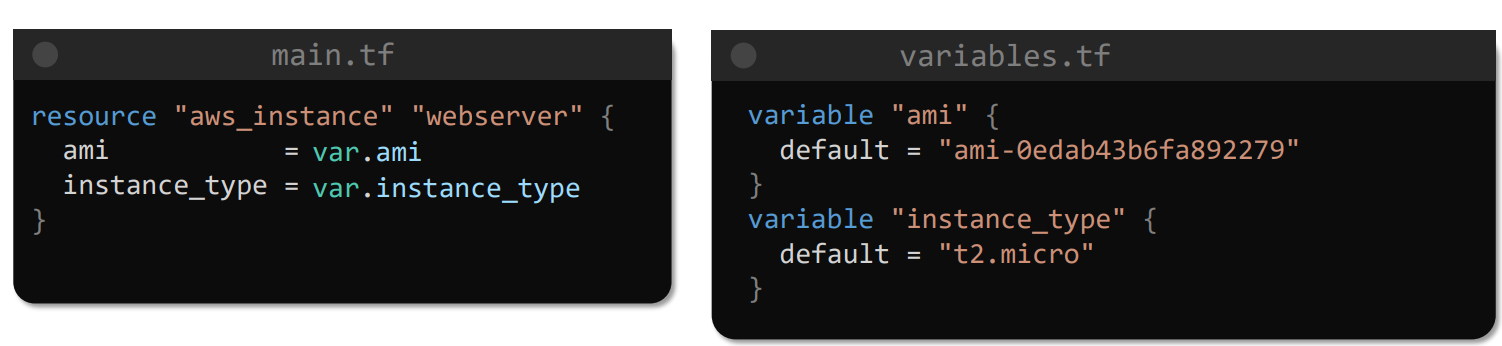 main.tf
resource "aws_instance" "webserver" {
  ami           = var.ami
  instance_type = var.instance_type
}
variables.tf
variable "ami" {
  default = "ami-0edab43b6fa892279"
}
variable "instance_type" {
  default = "t2.micro"
}